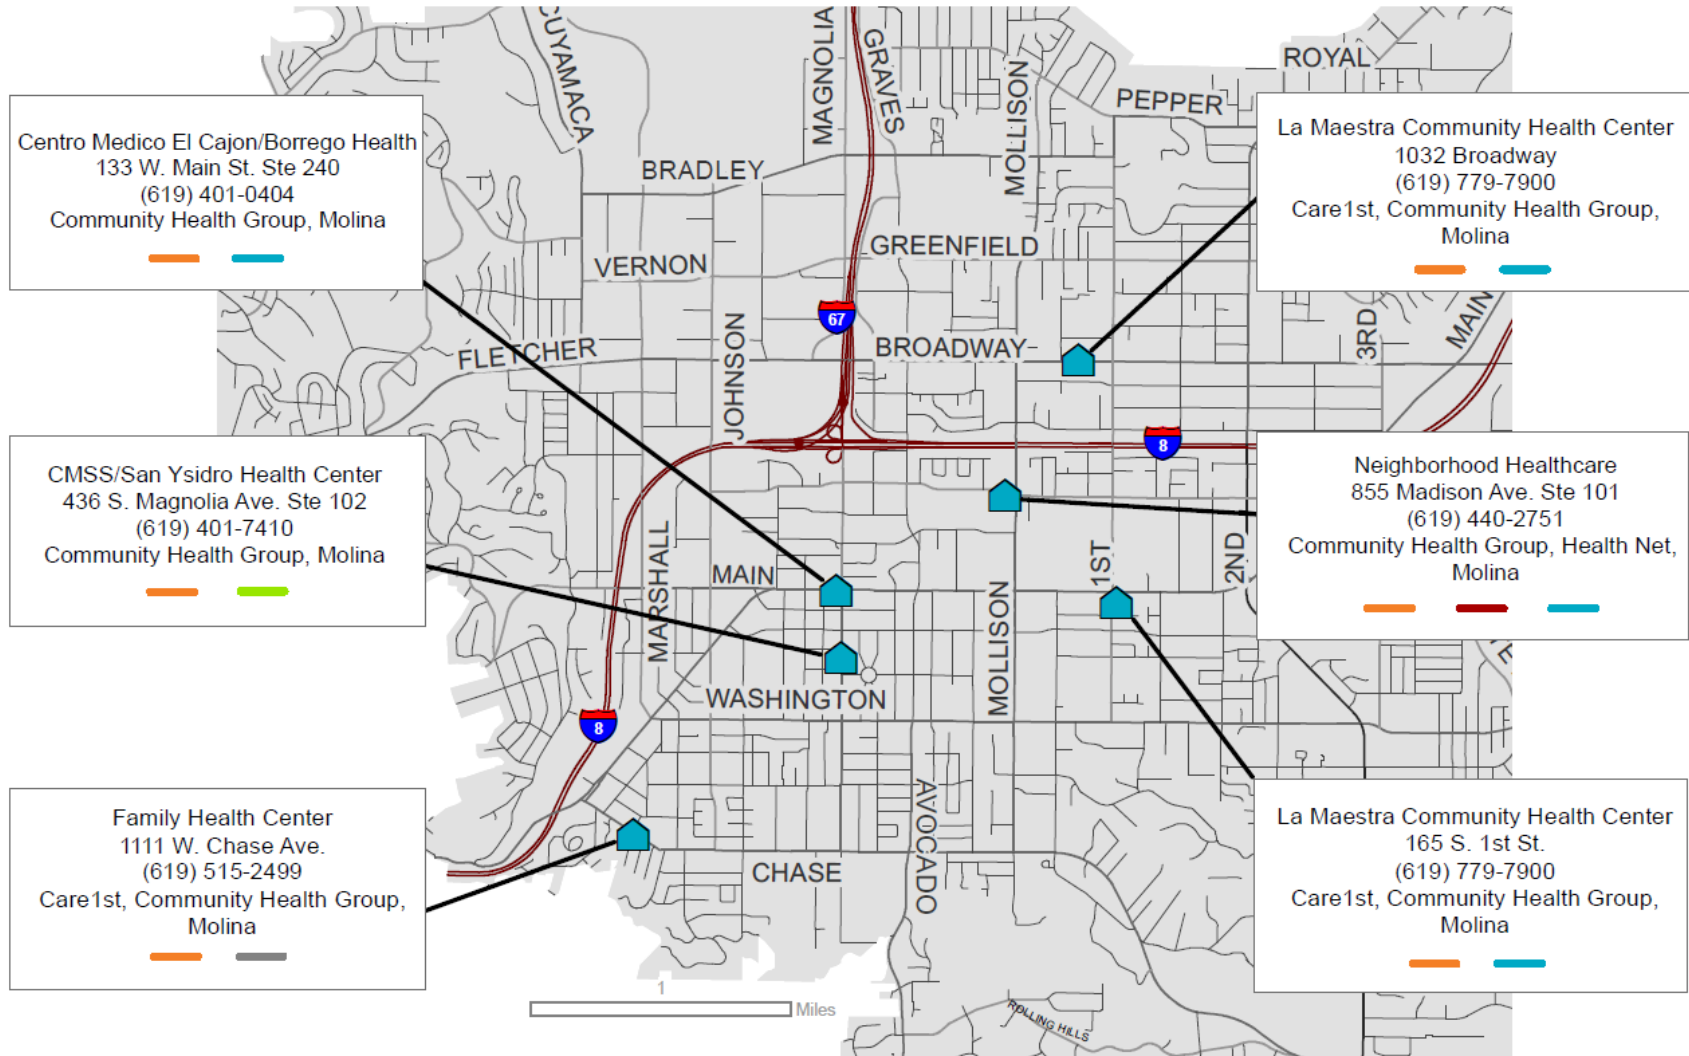 CUYAMACA
MAGNOLIA
GRAVES
MOLLISON
ROYAL
PEPPER
Centro Medico El Cajon/Borrego Health
133 W. Main St. Ste 240
(619) 401-0404
Community Health Group, Molina
La Maestra Community Health Center
1032 Broadway
(619) 779-7900
Care1st, Community Health Group,
Molina
BRADLEY
GREENFIELD
VERNON
67
FLETCHER
JOHNSON
BROADWAY
3RD
MAIN
8
CMSS/San Ysidro Health Center
436 S. Magnolia Ave. Ste 102
(619) 401-7410
Community Health Group, Molina
Neighborhood Healthcare
855 Madison Ave. Ste 101
(619) 440-2751
Community Health Group, Health Net,
Molina
MARSHALL
MAIN
1ST
2ND
MOLLISON
WASHINGTON
8
Family Health Center
1111 W. Chase Ave.
(619) 515-2499
Care1st, Community Health Group,
Molina
AVOCADO
CHASE
La Maestra Community Health Center
165 S. 1st St.
(619) 779-7900
Care1st, Community Health Group,
Molina
1
Miles
ROLLING HILLS